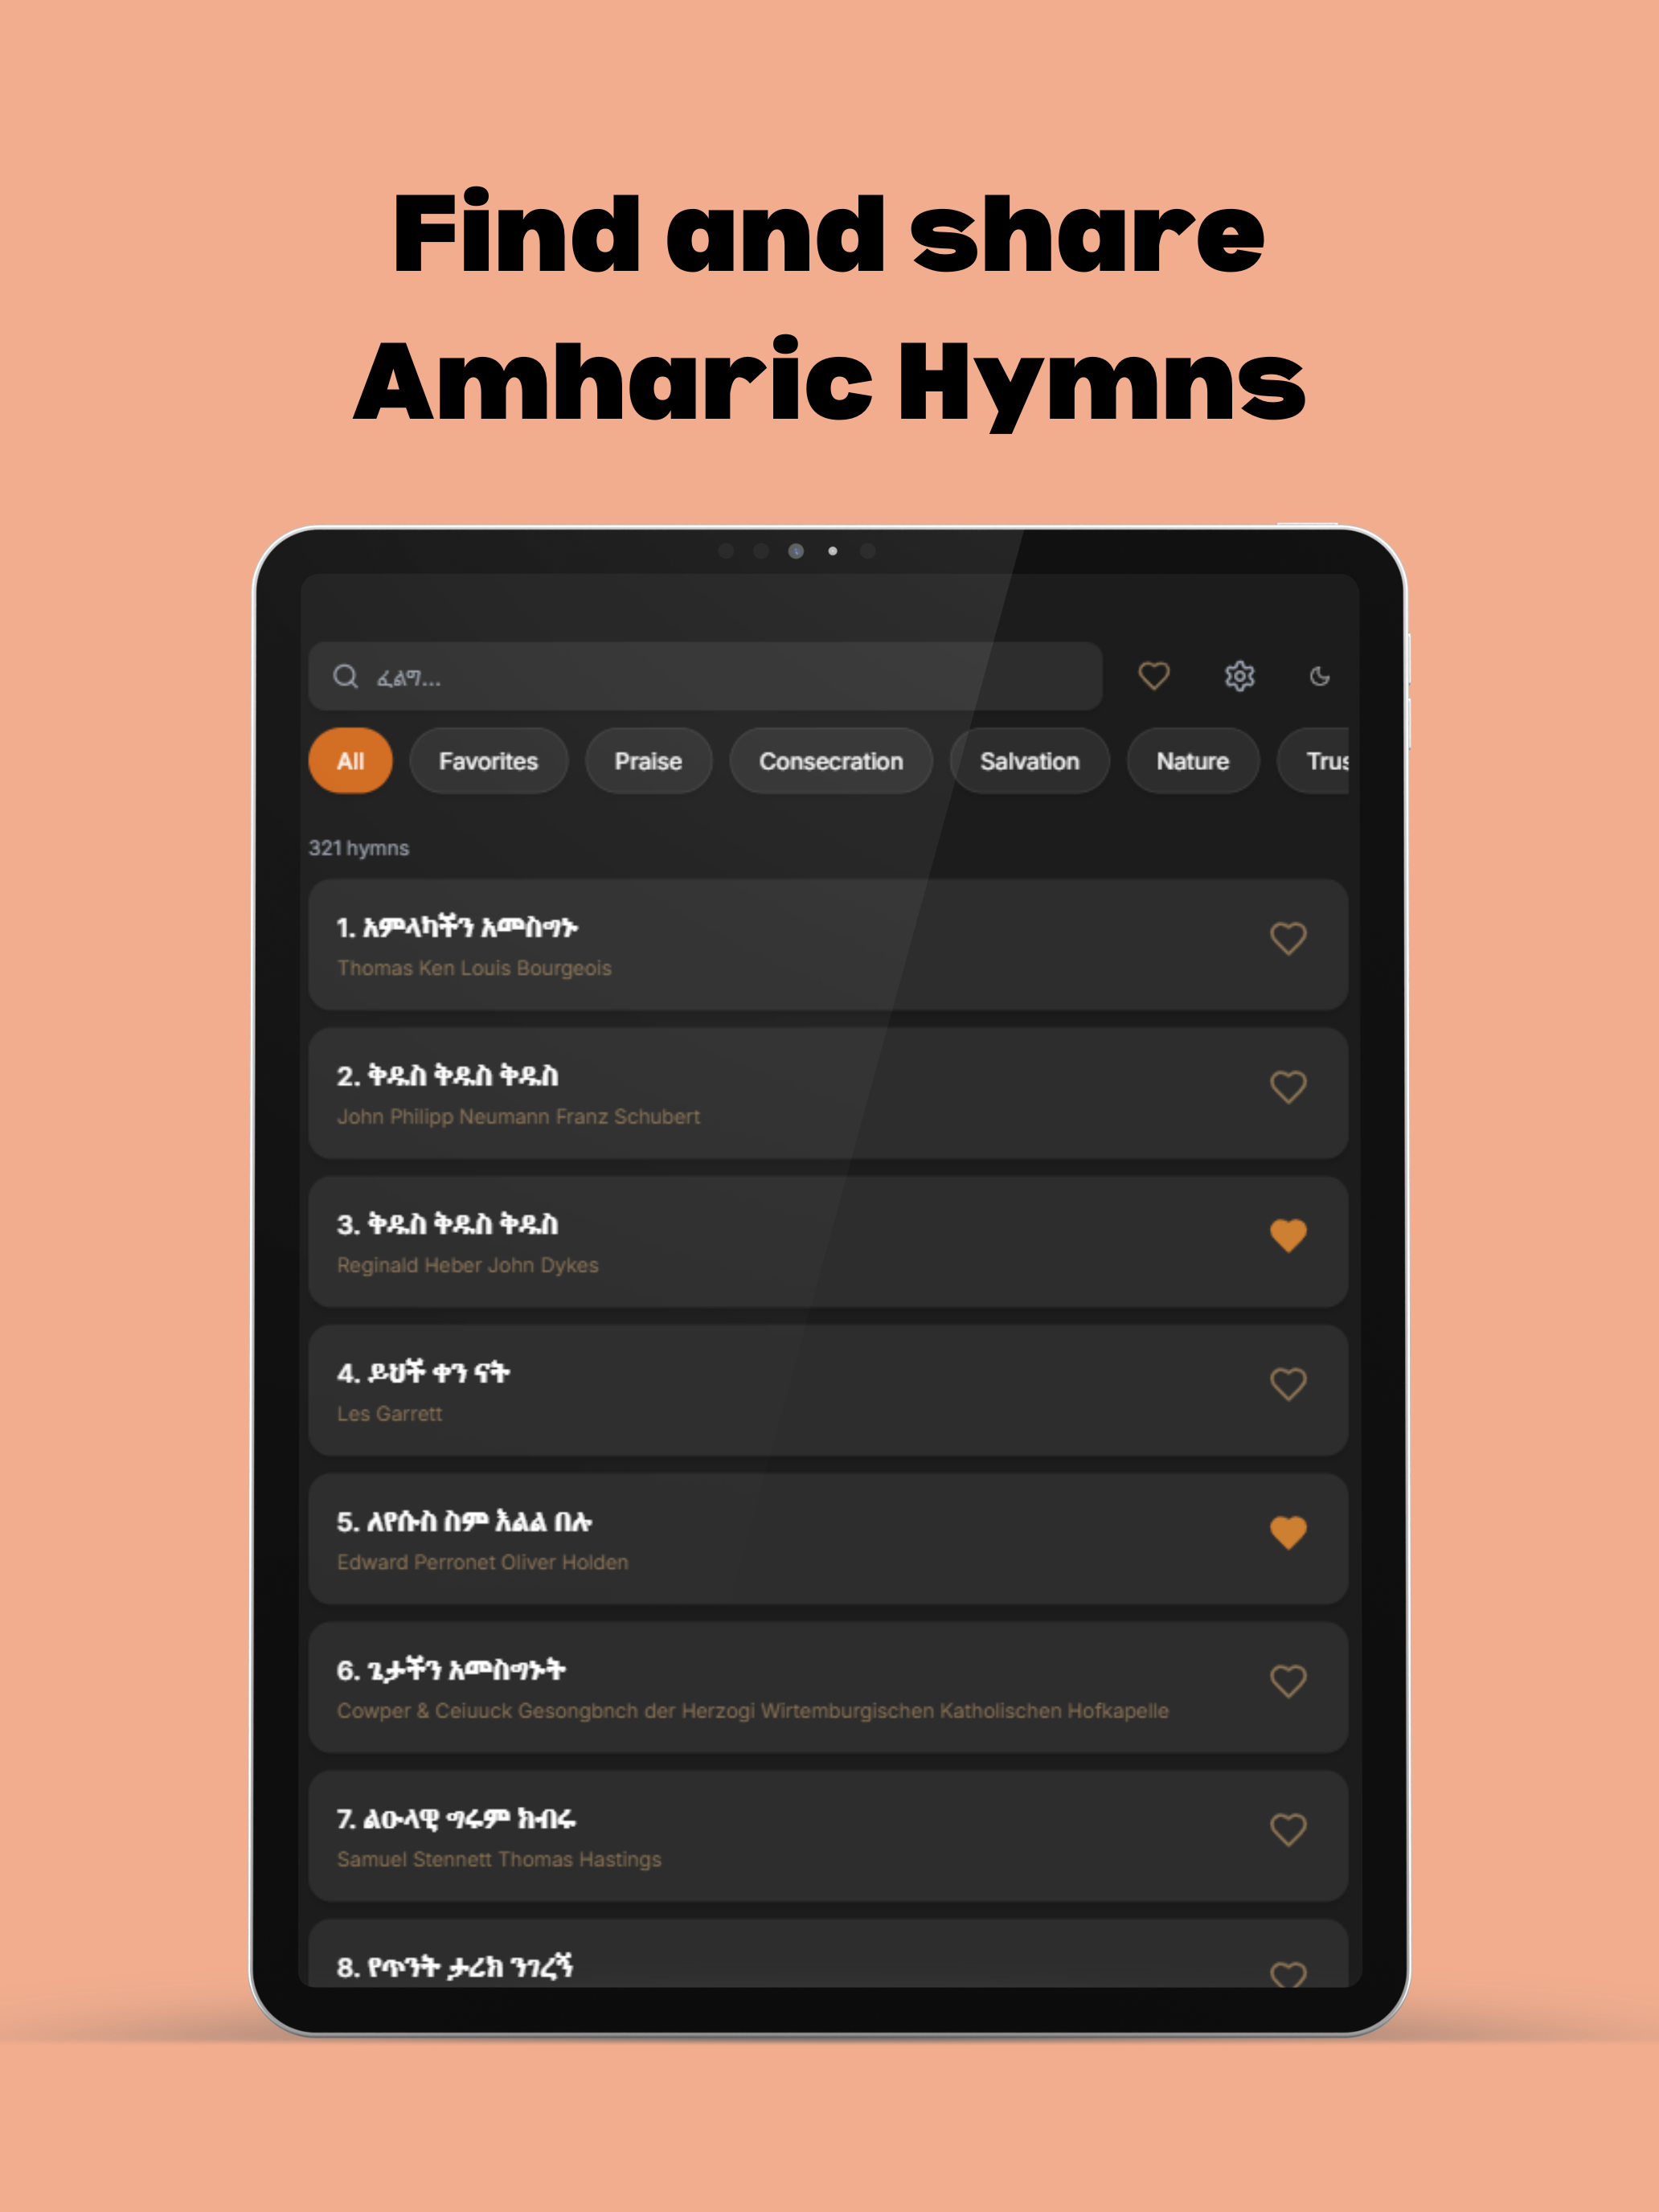 Find and share
Amharic Hymns
ፈልግ...
All Favorites Praise Consecration Salvation Nature Trus
321 hymns
1. አምላካችን አመስግኑ
Thomas Ken Louis Bourgeois
2. ቅዱስ ቅዱስ ቅዱስ
John Philipp Neumann Franz Schubert
3. ቅዱስ ቅዱስ ቅዱስ
Reginald Heber John Dykes
4. ይህች ቀን ናት
Les Garrett
5. ለየሱስ ስም እልል በሉ
Edward Perronet Oliver Holden
6. ጌታችን አመስግኑት
Cowper & Ceiuuck Gesongbnch der Herzogi Wirtemburgischen Katholischen Hofkapelle
7. ልዑላዊ ግሩም ክብሩ
Samuel Stennett Thomas Hastings
8. የጥንት ታሪክ ንገረኝ